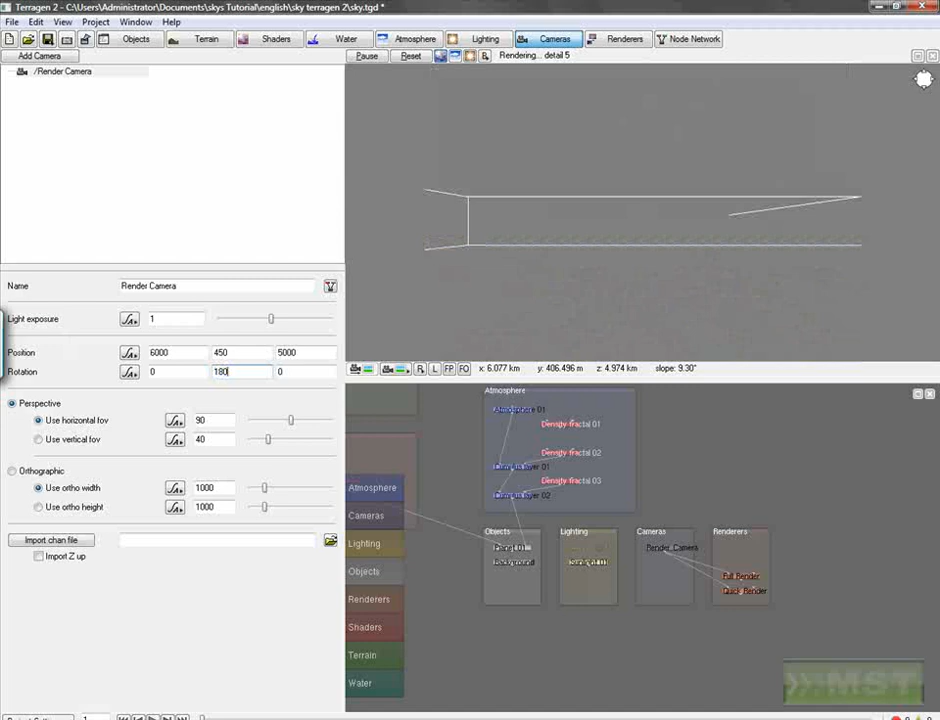 Terragen 2 - C:\Users\Administrator\Documents\skys Tutorial\english\sky terragen 2\sky.tgd *
File Edit View Project Window Help
Objects Terrain Shaders Water Atmosphere Lighting Cameras Renderers Node Network
Add Camera
Pause Reset R Rendering... detail 5
/Render Camera
Name Render Camera
Light exposure 1
Position 6000 450 5000
Rotation 0 180 0
R L FP FO x: 6.077 km y: 406.496 m z: 4.974 km slope: 9.30°
Perspective
Use horizontal fov 90
Use vertical fov 40
Orthographic
Use ortho width 1000
Use ortho height 1000
Import chan file
Import Z up
Atmosphere
Cameras
Lighting
Objects
Renderers
Shaders
Terrain
Water
Atmosphere
Atmosphere 01
Density fractal 01
Density fractal 02
layer 01
Density fractal 03
layer 02
Objects
Planet 01
Background
Lighting
Sunlight 01
Cameras
Render Camera
Renderers
Full Render
Quick Render
1
MST